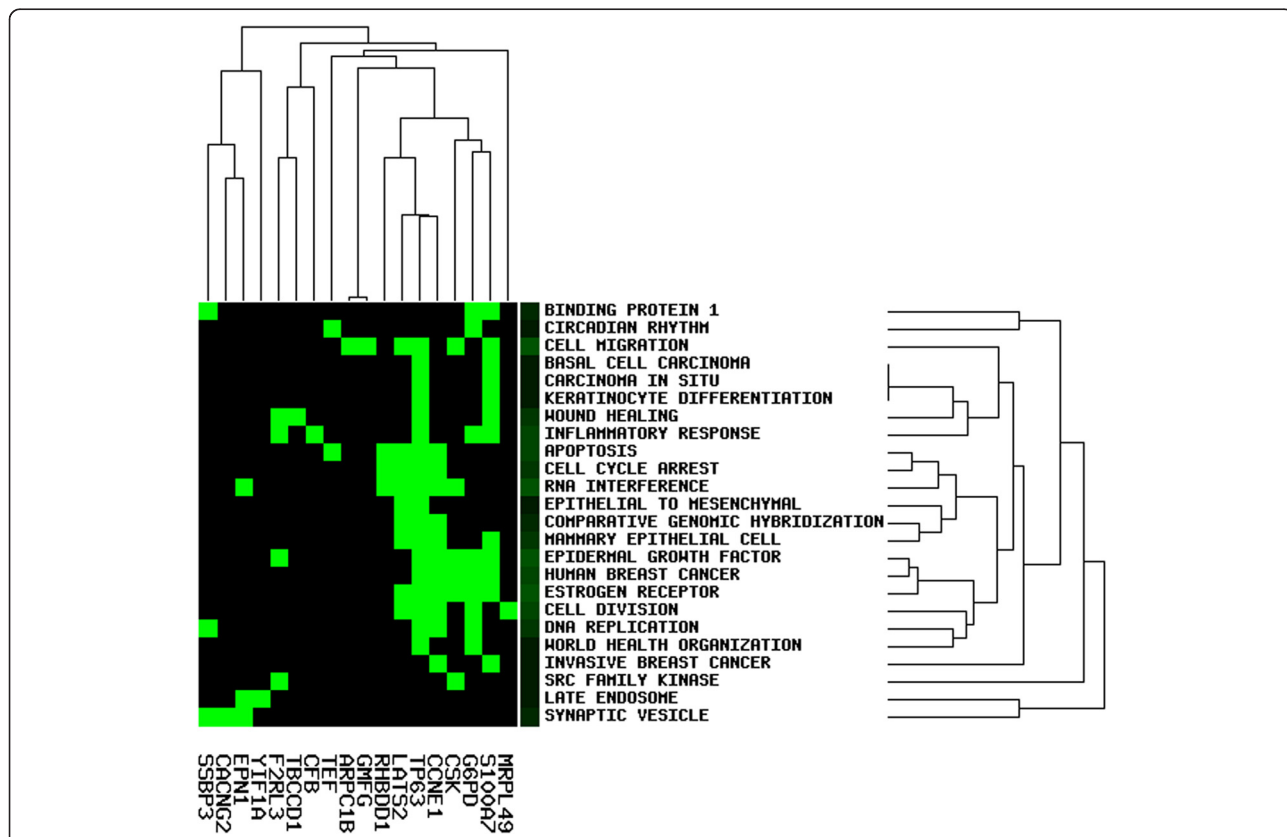 BINDING PROTEIN 1
CIRCADIAN RHYTHM
CELL MIGRATION
BASAL CELL CARCINOMA
CARCINOMA IN SITU
KERATINOCYTE DIFFERENTIATION
WOUND HEALING
INFLAMMATORY RESPONSE
APOPTOSIS
CELL CYCLE ARREST
RNA INTERFERENCE
EPITHELIAL TO MESENCHYMAL
COMPARATIVE GENOMIC HYBRIDIZATION
MAMMARY EPITHELIAL CELL
EPIDERMAL GROWTH FACTOR
HUMAN BREAST CANCER
ESTROGEN RECEPTOR
CELL DIVISION
DNA REPLICATION
WORLD HEALTH ORGANIZATION
INVASIVE BREAST CANCER
SRC FAMILY KINASE
LATE ENDOSOME
SYNAPTIC VESICLE
SSBP3
CACNG2
EPN1
YIF1A
F2RL3
TBCCD1
CFB
TEF
ARPC1B
GMFG
RHBDD1
LATS2
TP63
CCNE1
CSK
G6PD
S100A7
MRPL49